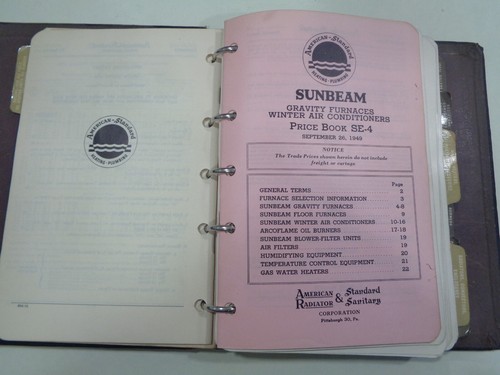 American-Standard
HEATING-PLUMBING
American-Standard
HEATING-PLUMBING
SUNBEAM
GRAVITY FURNACES
WINTER AIR CONDITIONERS
PRICE BOOK SE-4
SEPTEMBER 26, 1946
NOTICE
The Trade Prices shown herein do not include
freight or cartage
Page
GENERAL TERMS 2
FURNACE SELECTION INFORMATION 3
SUNBEAM GRAVITY FURNACES 4-8
SUNBEAM FLOOR FURNACES 9
SUNBEAM WINTER AIR CONDITIONERS 10-16
ARCOFLAME OIL BURNERS 17-18
SUNBEAM BLOWER-FILTER UNITS 19
AIR FILTERS 19
HUMIDIFYING EQUIPMENT 20
TEMPERATURE CONTROL EQUIPMENT 21
GAS WATER HEATERS 22
AMERICAN & Standard
RADIATOR Sanitary
CORPORATION
Pittsburgh 30, Pa.